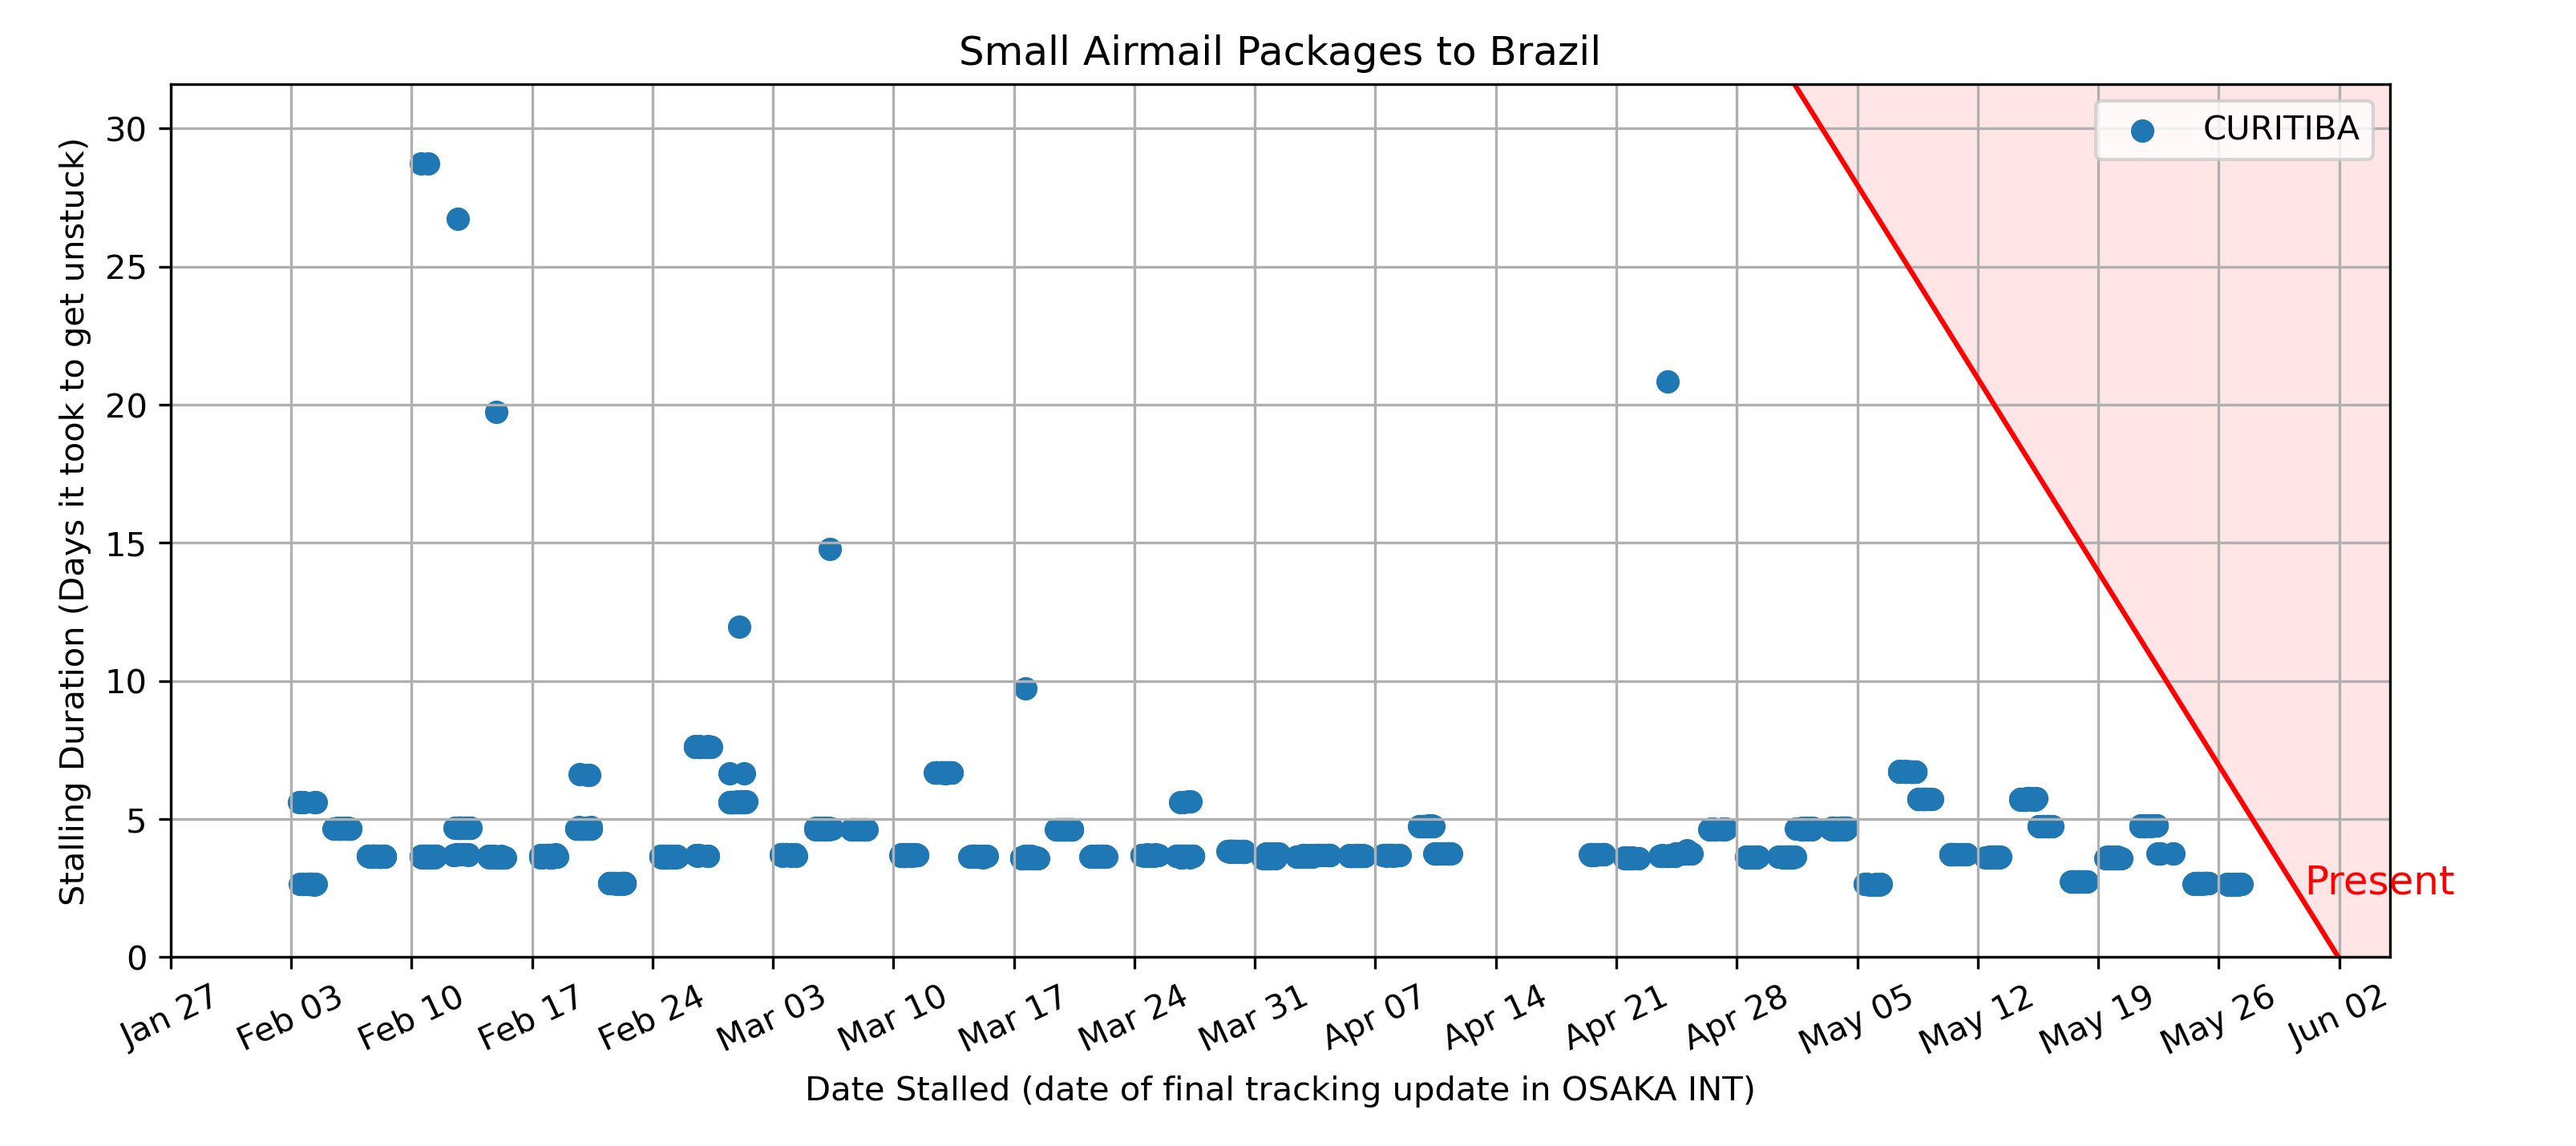 Small Airmail Packages to Brazil
CURITIBA
Stalling Duration (Days it took to get unstuck)
30
25
20
15
10
5
0
Present
Jan 27
Feb 03
Feb 10
Feb 17
Feb 24
Mar 03
Mar 10
Mar 17
Mar 24
Mar 31
Apr 07
Apr 14
Apr 21
Apr 28
May 05
May 12
May 19
May 26
Jun 02
Date Stalled (date of final tracking update in OSAKA INT)